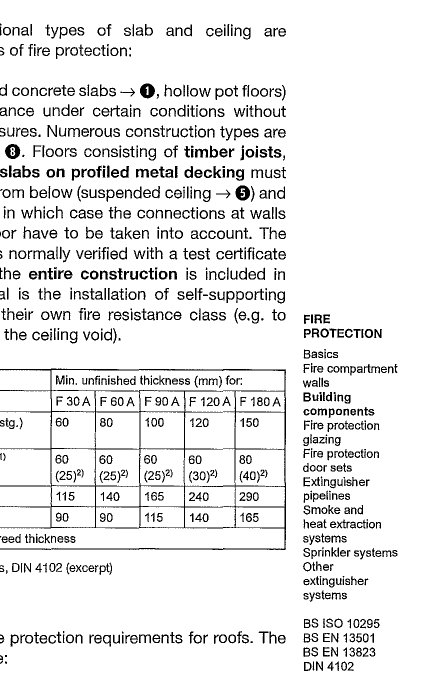 ional types of slab and ceiling are
s of fire protection:
d concrete slabs → ❶, hollow pot floors)
ance under certain conditions without
sures. Numerous construction types are
❽. Floors consisting of timber joists,
slabs on profiled metal decking must
rom below (suspended ceiling → ❺) and
in which case the connections at walls
or have to be taken into account. The
s normally verified with a test certificate
the entire construction is included in
al is the installation of self-supporting
their own fire resistance class (e.g. to
the ceiling void).
Min. unfinished thickness (mm) for:
F 30 A F 60 A F 90 A F 120 A F 180 A
stg.) 60 80 100 120 150
1) 60 60 60 60 80
(25)2) (25)2) (25)2) (30)2) (40)2)
115 140 165 240 290
90 90 115 140 165
reed thickness
s, DIN 4102 (excerpt)
e protection requirements for roofs. The
e:
FIRE
PROTECTION
Basics
Fire compartment
walls
Building
components
Fire protection
glazing
Fire protection
door sets
Extinguisher
pipelines
Smoke and
heat extraction
systems
Sprinkler systems
Other
extinguisher
systems
BS ISO 10295
BS EN 13501
BS EN 13823
DIN 4102